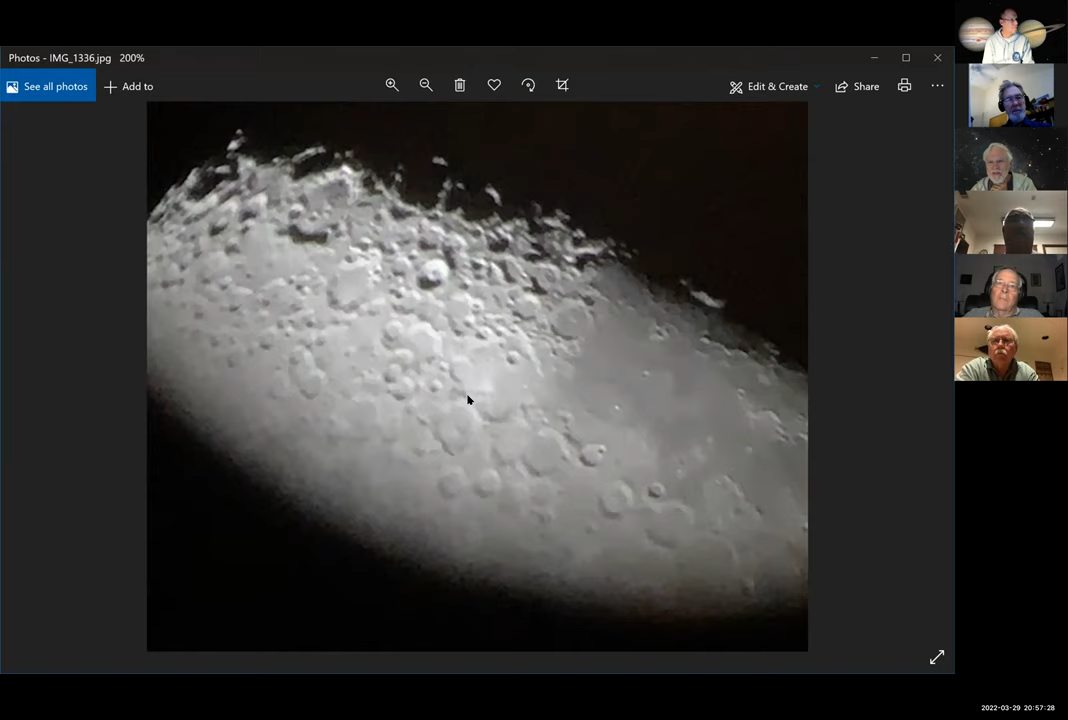 Photos - IMG_1336.jpg 200%
See all photos
Add to
Edit & Create
Share
2022-03-29 20:57:28